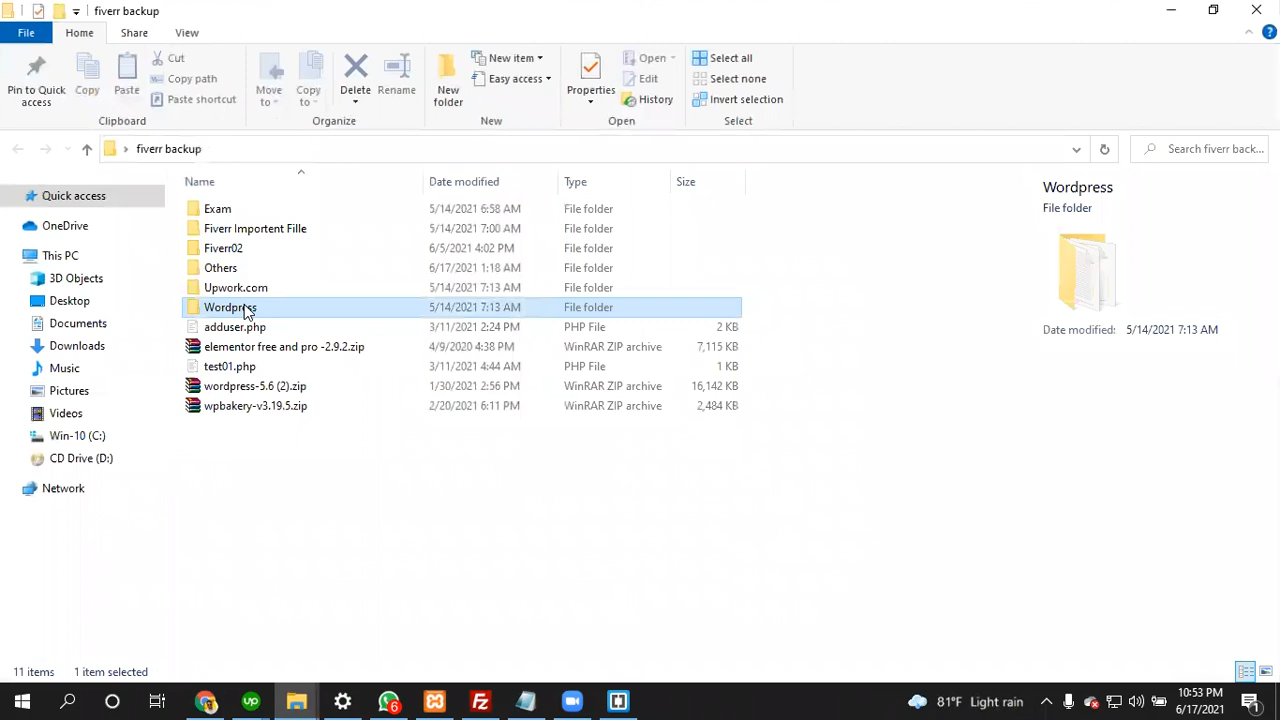 fiverr backup
File Home Share View
Pin to Quick access
Copy
Paste
Cut
Copy path
Paste shortcut
Clipboard
Move to
Copy to
Delete
Rename
Organize
New folder
New item
Easy access
New
Properties
Open
Edit
History
Open
Select all
Select none
Invert selection
Select
fiverr backup
Search fiverr back...
Quick access
OneDrive
This PC
3D Objects
Desktop
Documents
Downloads
Music
Pictures
Videos
Win-10 (C:)
CD Drive (D:)
Network
Name Date modified Type Size
Exam 5/14/2021 6:58 AM File folder
Fiverr Importent Fille 5/14/2021 7:00 AM File folder
Fiverr02 6/5/2021 4:02 PM File folder
Others 6/17/2021 1:18 AM File folder
Upwork.com 5/14/2021 7:13 AM File folder
Wordpress 5/14/2021 7:13 AM File folder
adduser.php 3/11/2021 2:24 PM PHP File 2 KB
elementor free and pro -2.9.2.zip 4/9/2020 4:38 PM WinRAR ZIP archive 7,115 KB
test01.php 3/11/2021 4:44 AM PHP File 1 KB
wordpress-5.6 (2).zip 1/30/2021 2:56 PM WinRAR ZIP archive 16,142 KB
wpbakery-v3.19.5.zip 2/20/2021 6:11 PM WinRAR ZIP archive 2,484 KB
Wordpress
File folder
Date modified: 5/14/2021 7:13 AM
11 items 1 item selected
up
6
Fz
81°F Light rain
10:53 PM
6/17/2021
1